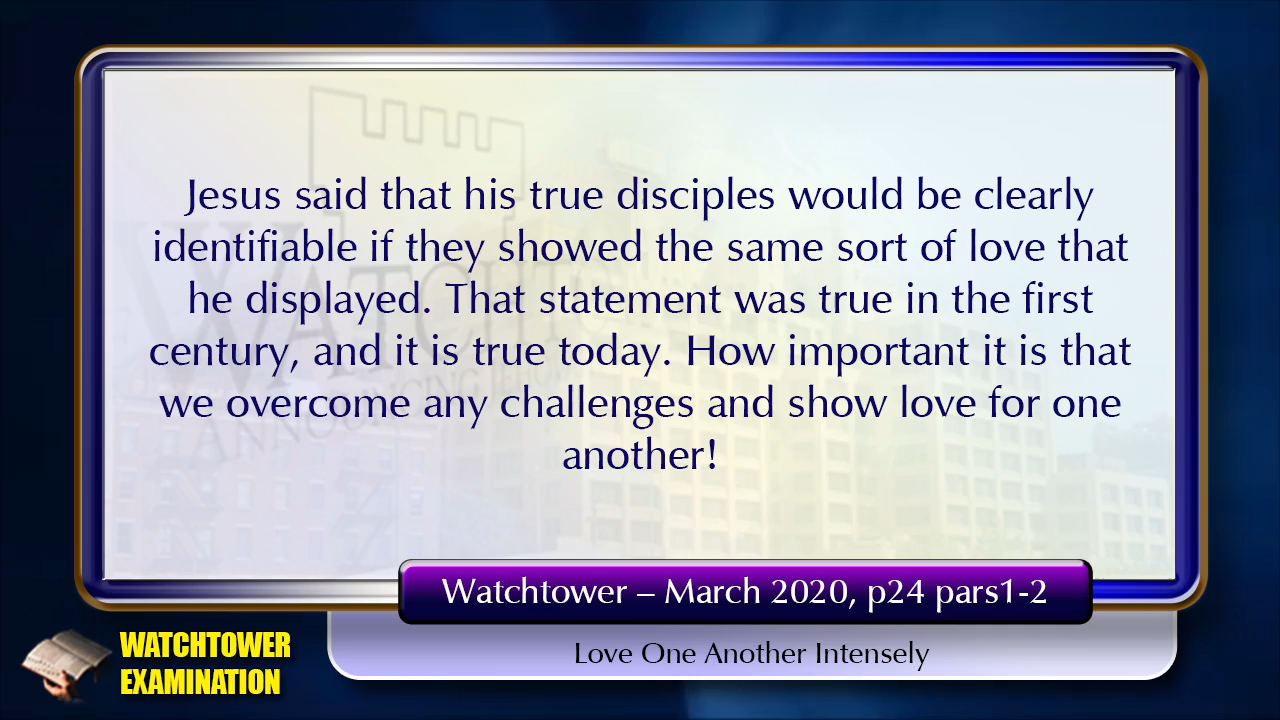 Jesus said that his true disciples would be clearly
identifiable if they showed the same sort of love that
he displayed. That statement was true in the first
century, and it is true today. How important it is that
we overcome any challenges and show love for one
another!
Watchtower – March 2020, p24 pars1-2
Love One Another Intensely
WATCHTOWER
EXAMINATION